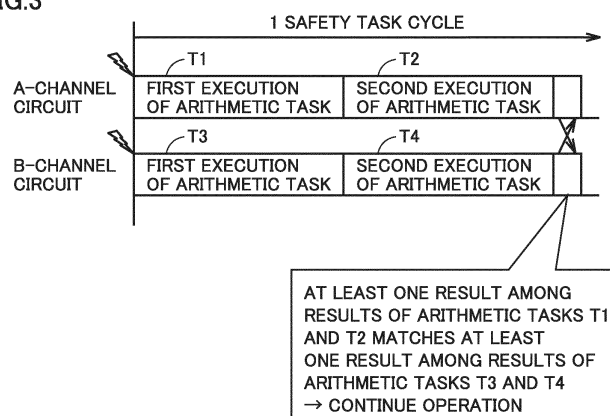 FIG.3
1 SAFETY TASK CYCLE
T1
T2
A-CHANNEL
CIRCUIT
FIRST EXECUTION
OF ARITHMETIC TASK
SECOND EXECUTION
OF ARITHMETIC TASK
T3
T4
B-CHANNEL
CIRCUIT
FIRST EXECUTION
OF ARITHMETIC TASK
SECOND EXECUTION
OF ARITHMETIC TASK
AT LEAST ONE RESULT AMONG
RESULTS OF ARITHMETIC TASKS T1
AND T2 MATCHES AT LEAST
ONE RESULT AMONG RESULTS OF
ARITHMETIC TASKS T3 AND T4
→ CONTINUE OPERATION